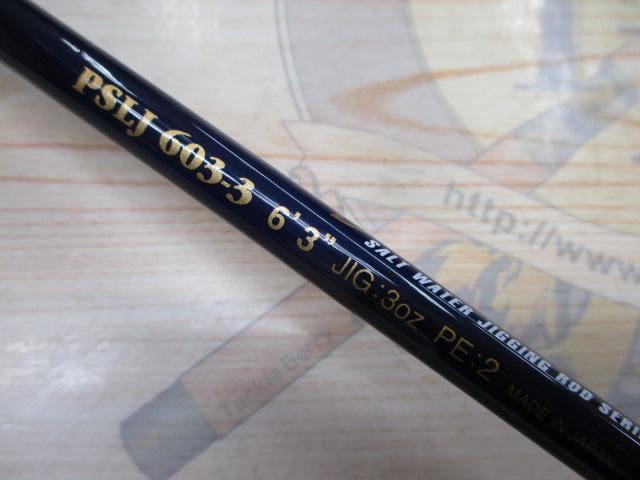 PSLJ 603-3 6'3" JIG:3oz PE:2 MADE IN JAPAN
SALT WATER JIGGING ROD SERI
http://www.
Tackle Berry